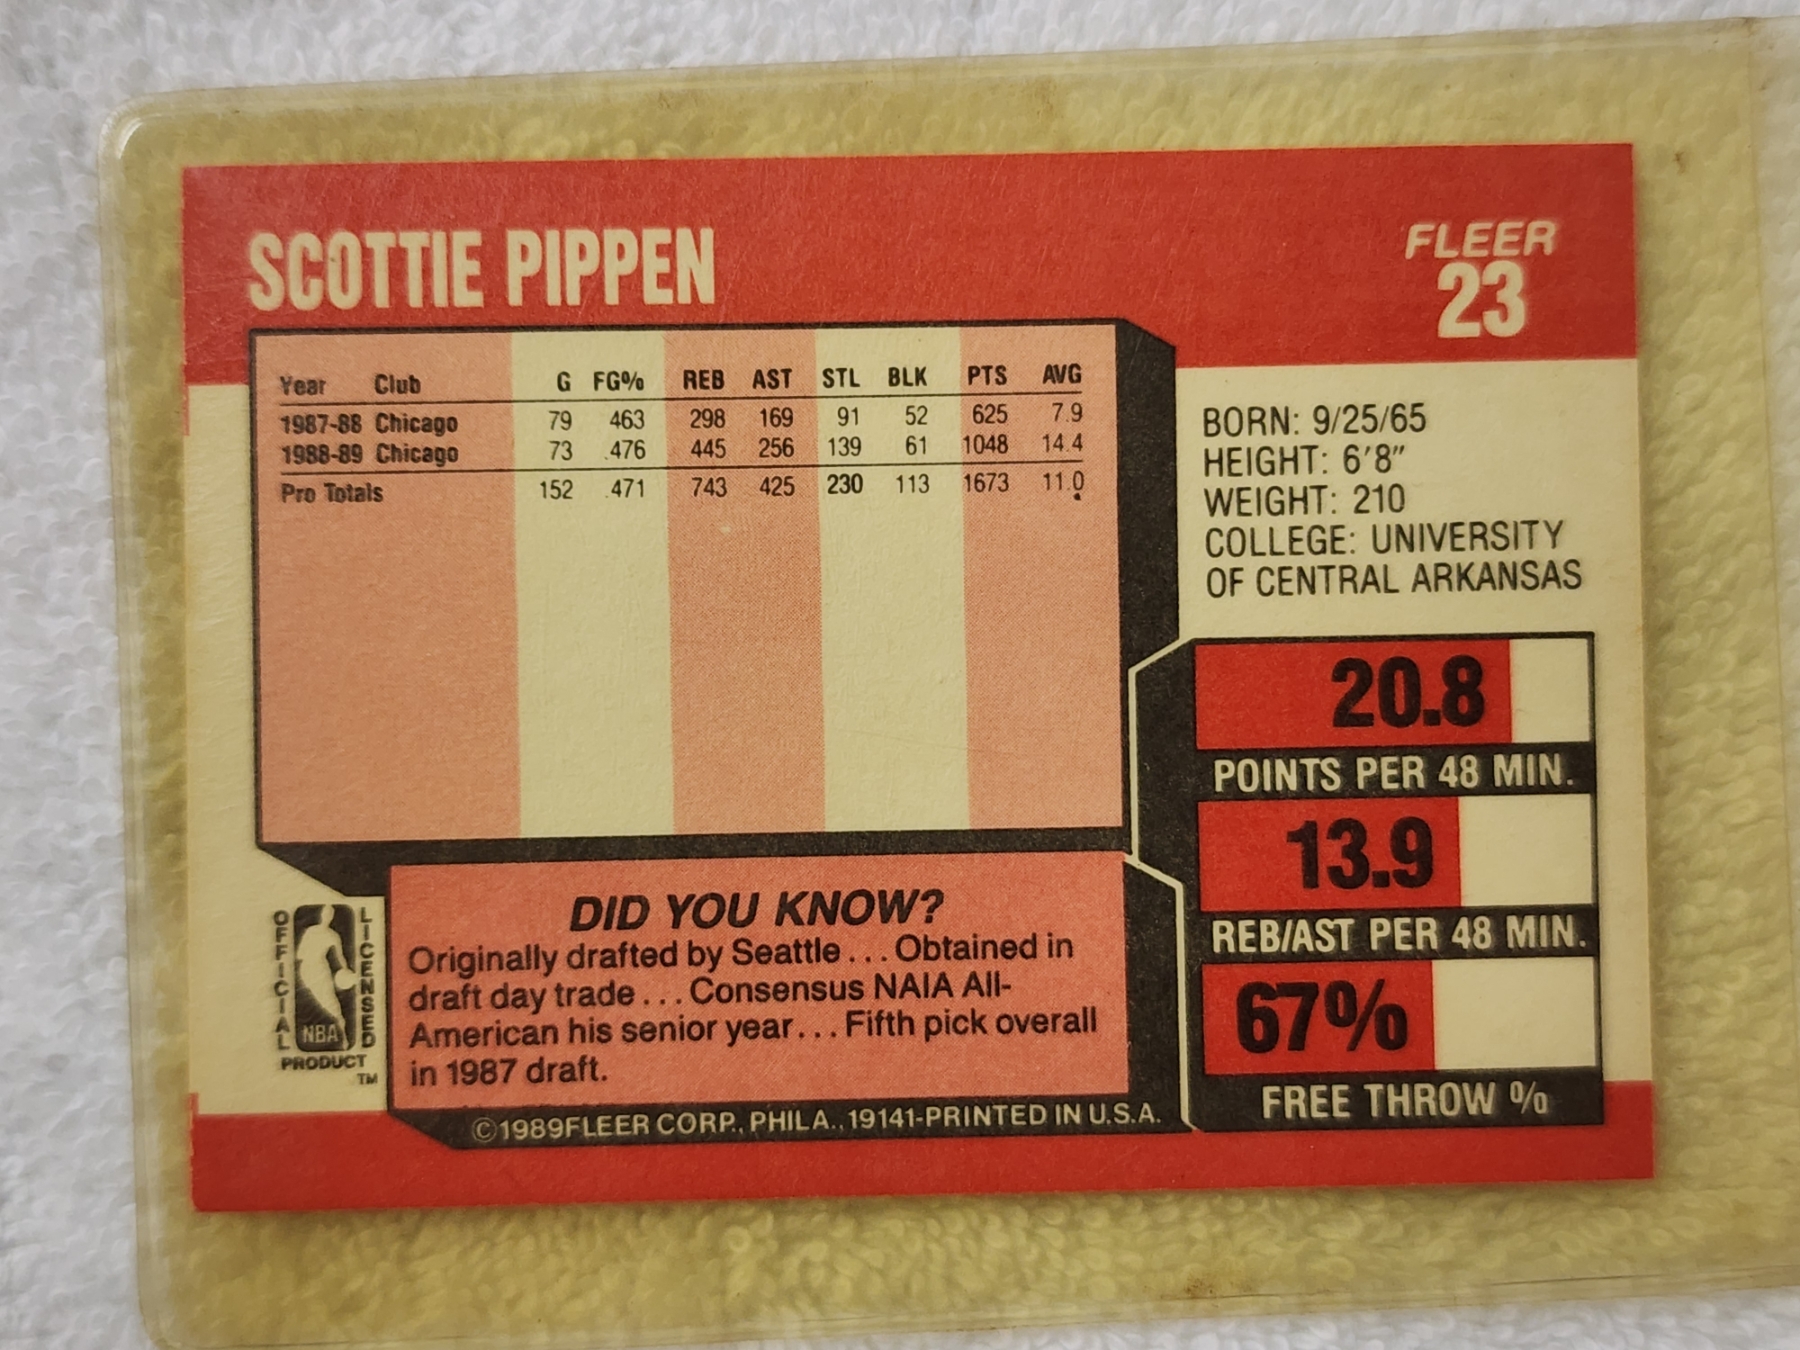 SCOTTIE PIPPEN
FLEER
23
Year Club G FG% REB AST STL BLK PTS AVG
1987-88 Chicago 79 .463 298 169 91 52 625 7.9
1988-89 Chicago 73 .476 445 256 139 61 1048 14.4
Pro Totals 152 .471 743 425 230 113 1673 11.0
BORN: 9/25/65
HEIGHT: 6'8"
WEIGHT: 210
COLLEGE: UNIVERSITY
OF CENTRAL ARKANSAS
20.8
POINTS PER 48 MIN.
13.9
REB/AST PER 48 MIN.
67%
FREE THROW %
DID YOU KNOW?
Originally drafted by Seattle . . . Obtained in
draft day trade . . . Consensus NAIA All-
American his senior year . . . Fifth pick overall
in 1987 draft.
OFFICIAL
LICENSED
NBA
PRODUCT
TM
©1989 FLEER CORP., PHILA., 19141-PRINTED IN U.S.A.